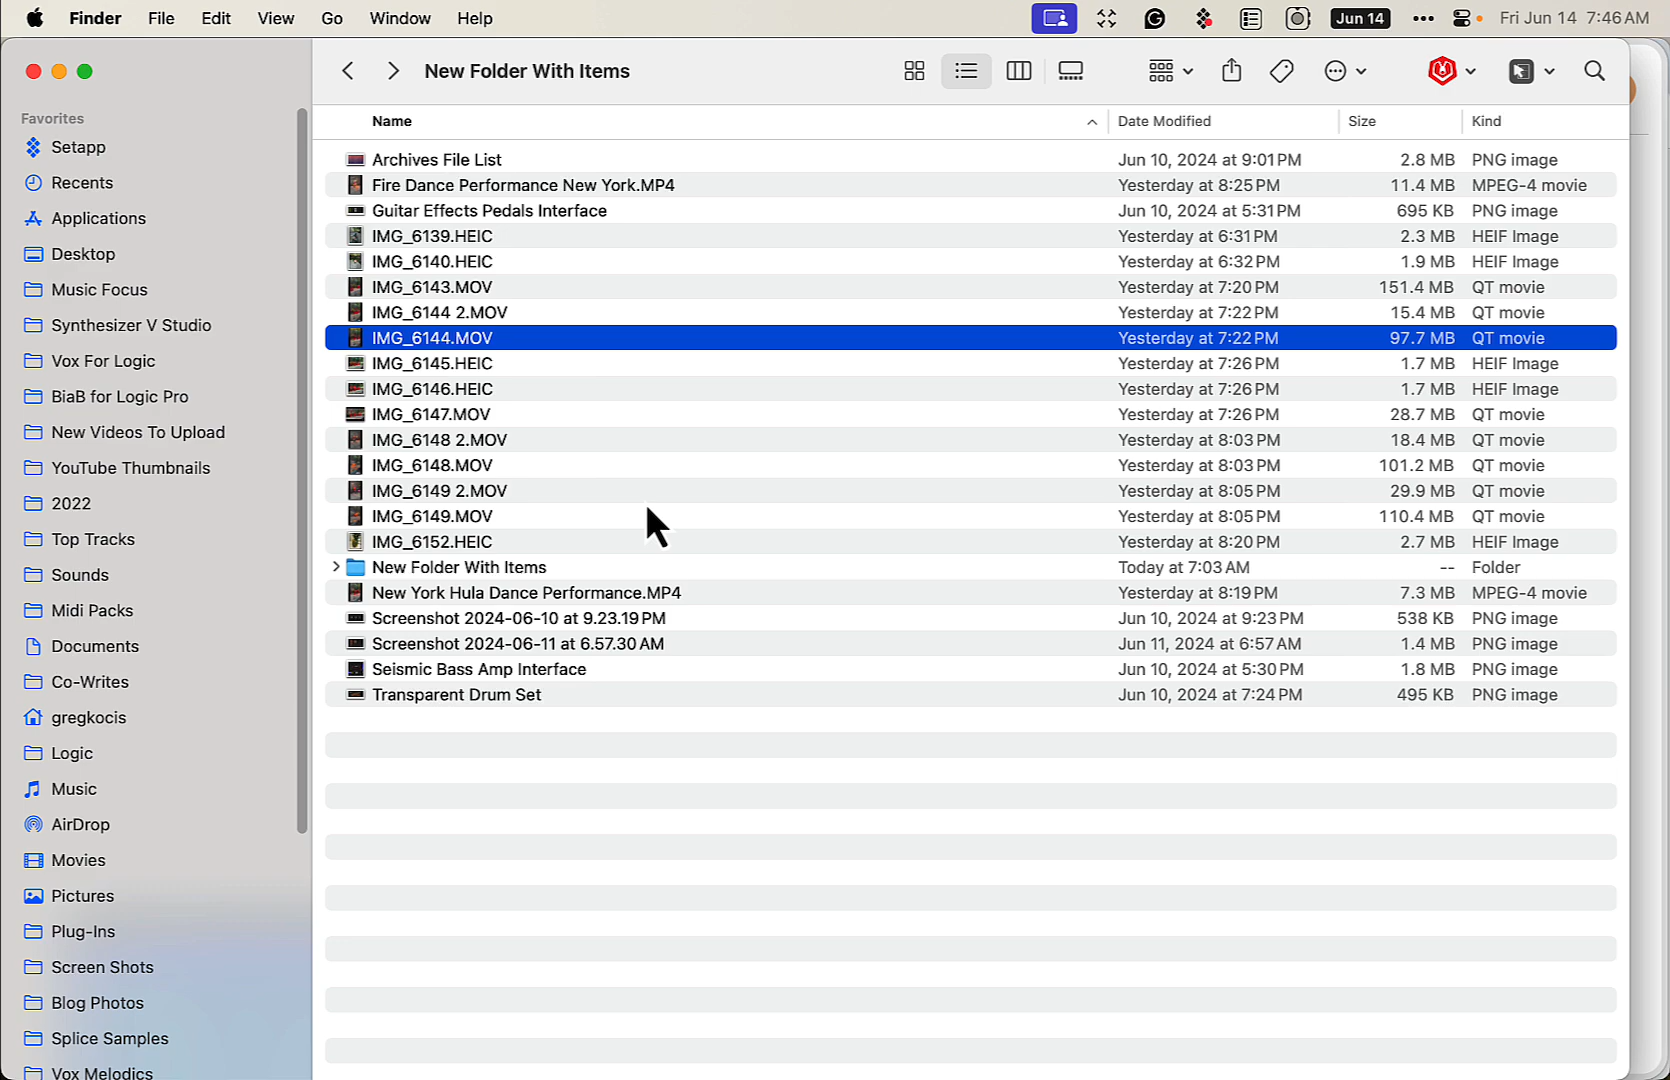 Finder File Edit View Go Window Help Jun 14 Fri Jun 14 7:46 AM
New Folder With Items
Favorites
Setapp
Recents
Applications
Desktop
Music Focus
Synthesizer V Studio
Vox For Logic
BiaB for Logic Pro
New Videos To Upload
YouTube Thumbnails
2022
Top Tracks
Sounds
Midi Packs
Documents
Co-Writes
gregkocis
Logic
Music
AirDrop
Movies
Pictures
Plug-Ins
Screen Shots
Blog Photos
Splice Samples
Vox Melodics
Name Date Modified Size Kind
Archives File List Jun 10, 2024 at 9:01 PM 2.8 MB PNG image
Fire Dance Performance New York.MP4 Yesterday at 8:25 PM 11.4 MB MPEG-4 movie
Guitar Effects Pedals Interface Jun 10, 2024 at 5:31 PM 695 KB PNG image
IMG_6139.HEIC Yesterday at 6:31 PM 2.3 MB HEIF Image
IMG_6140.HEIC Yesterday at 6:32 PM 1.9 MB HEIF Image
IMG_6143.MOV Yesterday at 7:20 PM 151.4 MB QT movie
IMG_6144 2.MOV Yesterday at 7:22 PM 15.4 MB QT movie
IMG_6144.MOV Yesterday at 7:22 PM 97.7 MB QT movie
IMG_6145.HEIC Yesterday at 7:26 PM 1.7 MB HEIF Image
IMG_6146.HEIC Yesterday at 7:26 PM 1.7 MB HEIF Image
IMG_6147.MOV Yesterday at 7:26 PM 28.7 MB QT movie
IMG_6148 2.MOV Yesterday at 8:03 PM 18.4 MB QT movie
IMG_6148.MOV Yesterday at 8:03 PM 101.2 MB QT movie
IMG_6149 2.MOV Yesterday at 8:05 PM 29.9 MB QT movie
IMG_6149.MOV Yesterday at 8:05 PM 110.4 MB QT movie
IMG_6152.HEIC Yesterday at 8:20 PM 2.7 MB HEIF Image
New Folder With Items Today at 7:03 AM -- Folder
New York Hula Dance Performance.MP4 Yesterday at 8:19 PM 7.3 MB MPEG-4 movie
Screenshot 2024-06-10 at 9.23.19 PM Jun 10, 2024 at 9:23 PM 538 KB PNG image
Screenshot 2024-06-11 at 6.57.30 AM Jun 11, 2024 at 6:57 AM 1.4 MB PNG image
Seismic Bass Amp Interface Jun 10, 2024 at 5:30 PM 1.8 MB PNG image
Transparent Drum Set Jun 10, 2024 at 7:24 PM 495 KB PNG image